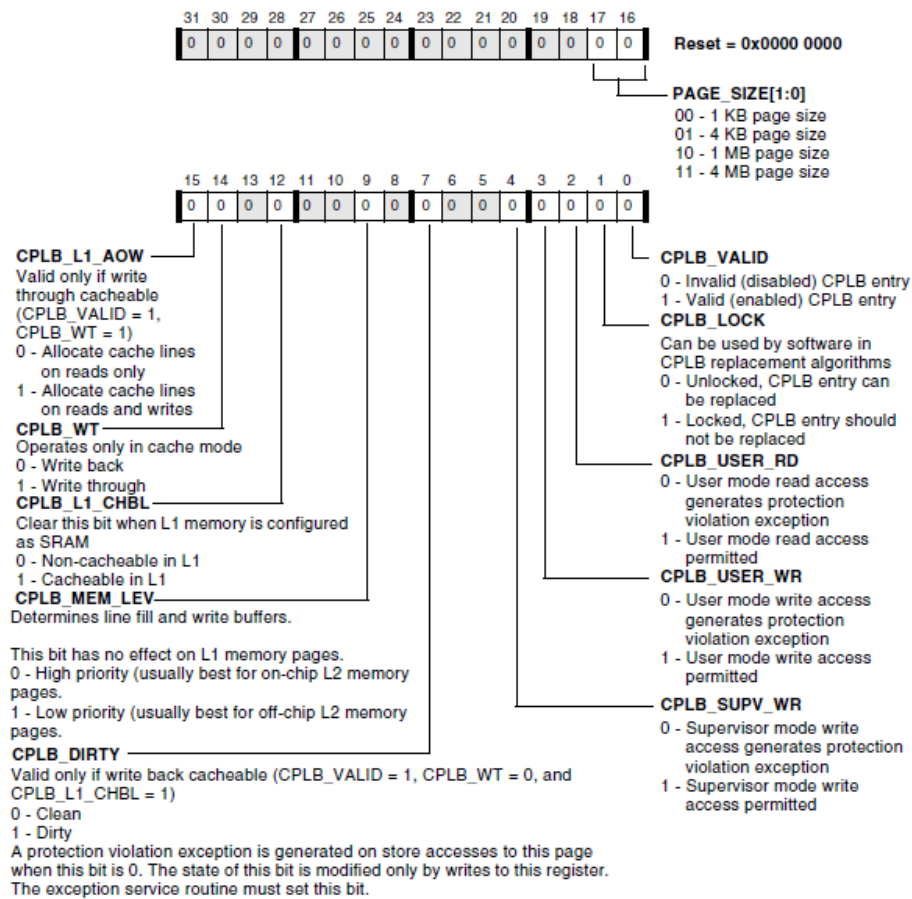 31 30 29 28 27 26 25 24 23 22 21 20 19 18 17 16
0 0 0 0 0 0 0 0 0 0 0 0 0 0 0 0
Reset = 0x0000 0000
PAGE_SIZE[1:0]
00 - 1 KB page size
01 - 4 KB page size
10 - 1 MB page size
11 - 4 MB page size
15 14 13 12 11 10 9 8 7 6 5 4 3 2 1 0
0 0 0 0 0 0 0 0 0 0 0 0 0 0 0 0
CPLB_L1_AOW
Valid only if write
through cacheable
(CPLB_VALID = 1,
CPLB_WT = 1)
0 - Allocate cache lines
on reads only
1 - Allocate cache lines
on reads and writes
CPLB_WT
Operates only in cache mode
0 - Write back
1 - Write through
CPLB_L1_CHBL
Clear this bit when L1 memory is configured
as SRAM
0 - Non-cacheable in L1
1 - Cacheable in L1
CPLB_MEM_LEV
Determines line fill and write buffers.
This bit has no effect on L1 memory pages.
0 - High priority (usually best for on-chip L2 memory
pages.
1 - Low priority (usually best for off-chip L2 memory
pages.
CPLB_DIRTY
Valid only if write back cacheable (CPLB_VALID = 1, CPLB_WT = 0, and
CPLB_L1_CHBL = 1)
0 - Clean
1 - Dirty
A protection violation exception is generated on store accesses to this page
when this bit is 0. The state of this bit is modified only by writes to this register.
The exception service routine must set this bit.
CPLB_VALID
0 - Invalid (disabled) CPLB entry
1 - Valid (enabled) CPLB entry
CPLB_LOCK
Can be used by software in
CPLB replacement algorithms
0 - Unlocked, CPLB entry can
be replaced
1 - Locked, CPLB entry should
not be replaced
CPLB_USER_RD
0 - User mode read access
generates protection
violation exception
1 - User mode read access
permitted
CPLB_USER_WR
0 - User mode write access
generates protection
violation exception
1 - User mode write access
permitted
CPLB_SUPV_WR
0 - Supervisor mode write
access generates protection
violation exception
1 - Supervisor mode write
access permitted